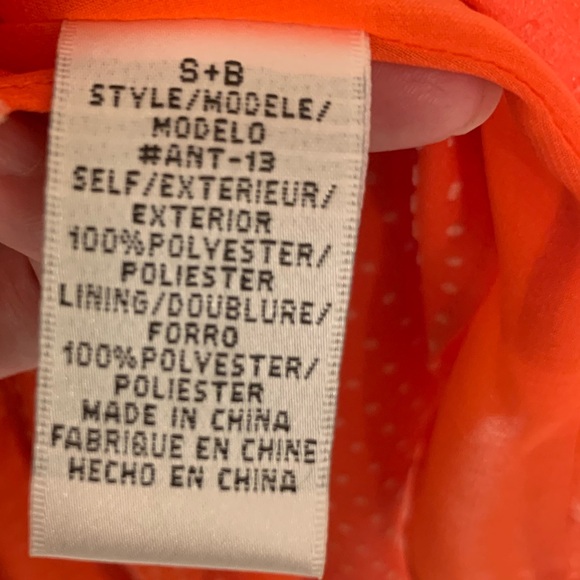 S+B
STYLE/MODELE/
MODELO
#ANT-13
SELF/EXTERIEUR/
EXTERIOR
100%POLYESTER/
POLIESTER
LINING/DOUBLURE/
FORRO
100%POLYESTER/
POLIESTER
MADE IN CHINA
FABRIQUE EN CHINE
HECHO EN CHINA